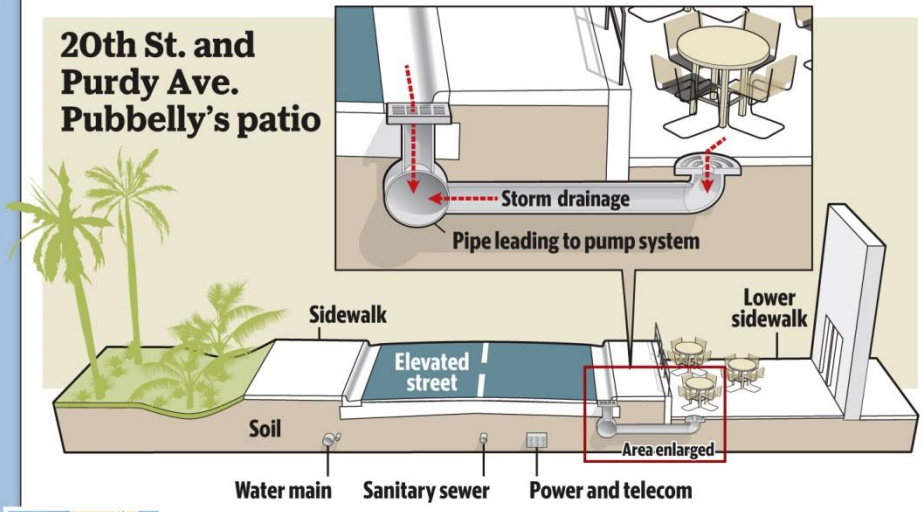 20th St. and
Purdy Ave.
Pubbelly's patio
Storm drainage
Pipe leading to pump system
Sidewalk
Lower
sidewalk
Elevated
street
Soil
Area enlarged
Water main
Sanitary sewer
Power and telecom